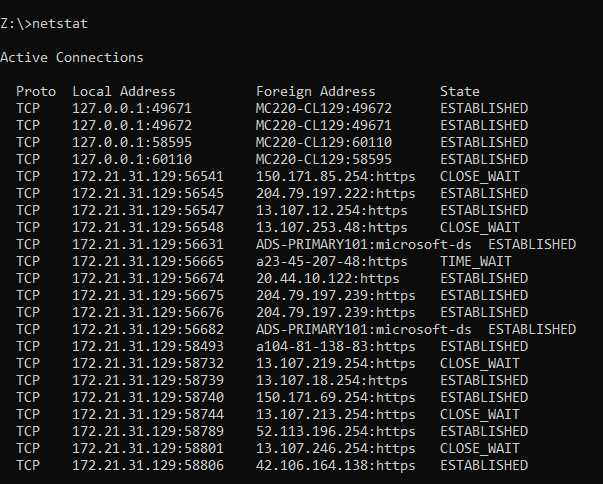 Z:\>netstat
Active Connections
Proto  Local Address          Foreign Address        State
TCP    127.0.0.1:49671        MC220-CL129:49672      ESTABLISHED
TCP    127.0.0.1:49672        MC220-CL129:49671      ESTABLISHED
TCP    127.0.0.1:58595        MC220-CL129:60110      ESTABLISHED
TCP    127.0.0.1:60110        MC220-CL129:58595      ESTABLISHED
TCP    172.21.31.129:56541    150.171.85.254:https   CLOSE_WAIT
TCP    172.21.31.129:56545    204.79.197.222:https   ESTABLISHED
TCP    172.21.31.129:56547    13.107.12.254:https    ESTABLISHED
TCP    172.21.31.129:56548    13.107.253.48:https    CLOSE_WAIT
TCP    172.21.31.129:56631    ADS-PRIMARY101:microsoft-ds  ESTABLISHED
TCP    172.21.31.129:56665    a23-45-207-48:https    TIME_WAIT
TCP    172.21.31.129:56674    20.44.10.122:https     ESTABLISHED
TCP    172.21.31.129:56675    204.79.197.239:https   ESTABLISHED
TCP    172.21.31.129:56676    204.79.197.239:https   ESTABLISHED
TCP    172.21.31.129:56682    ADS-PRIMARY101:microsoft-ds  ESTABLISHED
TCP    172.21.31.129:58493    a104-81-138-83:https   ESTABLISHED
TCP    172.21.31.129:58732    13.107.219.254:https   CLOSE_WAIT
TCP    172.21.31.129:58739    13.107.18.254:https    ESTABLISHED
TCP    172.21.31.129:58740    150.171.69.254:https   ESTABLISHED
TCP    172.21.31.129:58744    13.107.213.254:https   CLOSE_WAIT
TCP    172.21.31.129:58789    52.113.196.254:https   ESTABLISHED
TCP    172.21.31.129:58801    13.107.246.254:https   CLOSE_WAIT
TCP    172.21.31.129:58806    42.106.164.138:https   ESTABLISHED